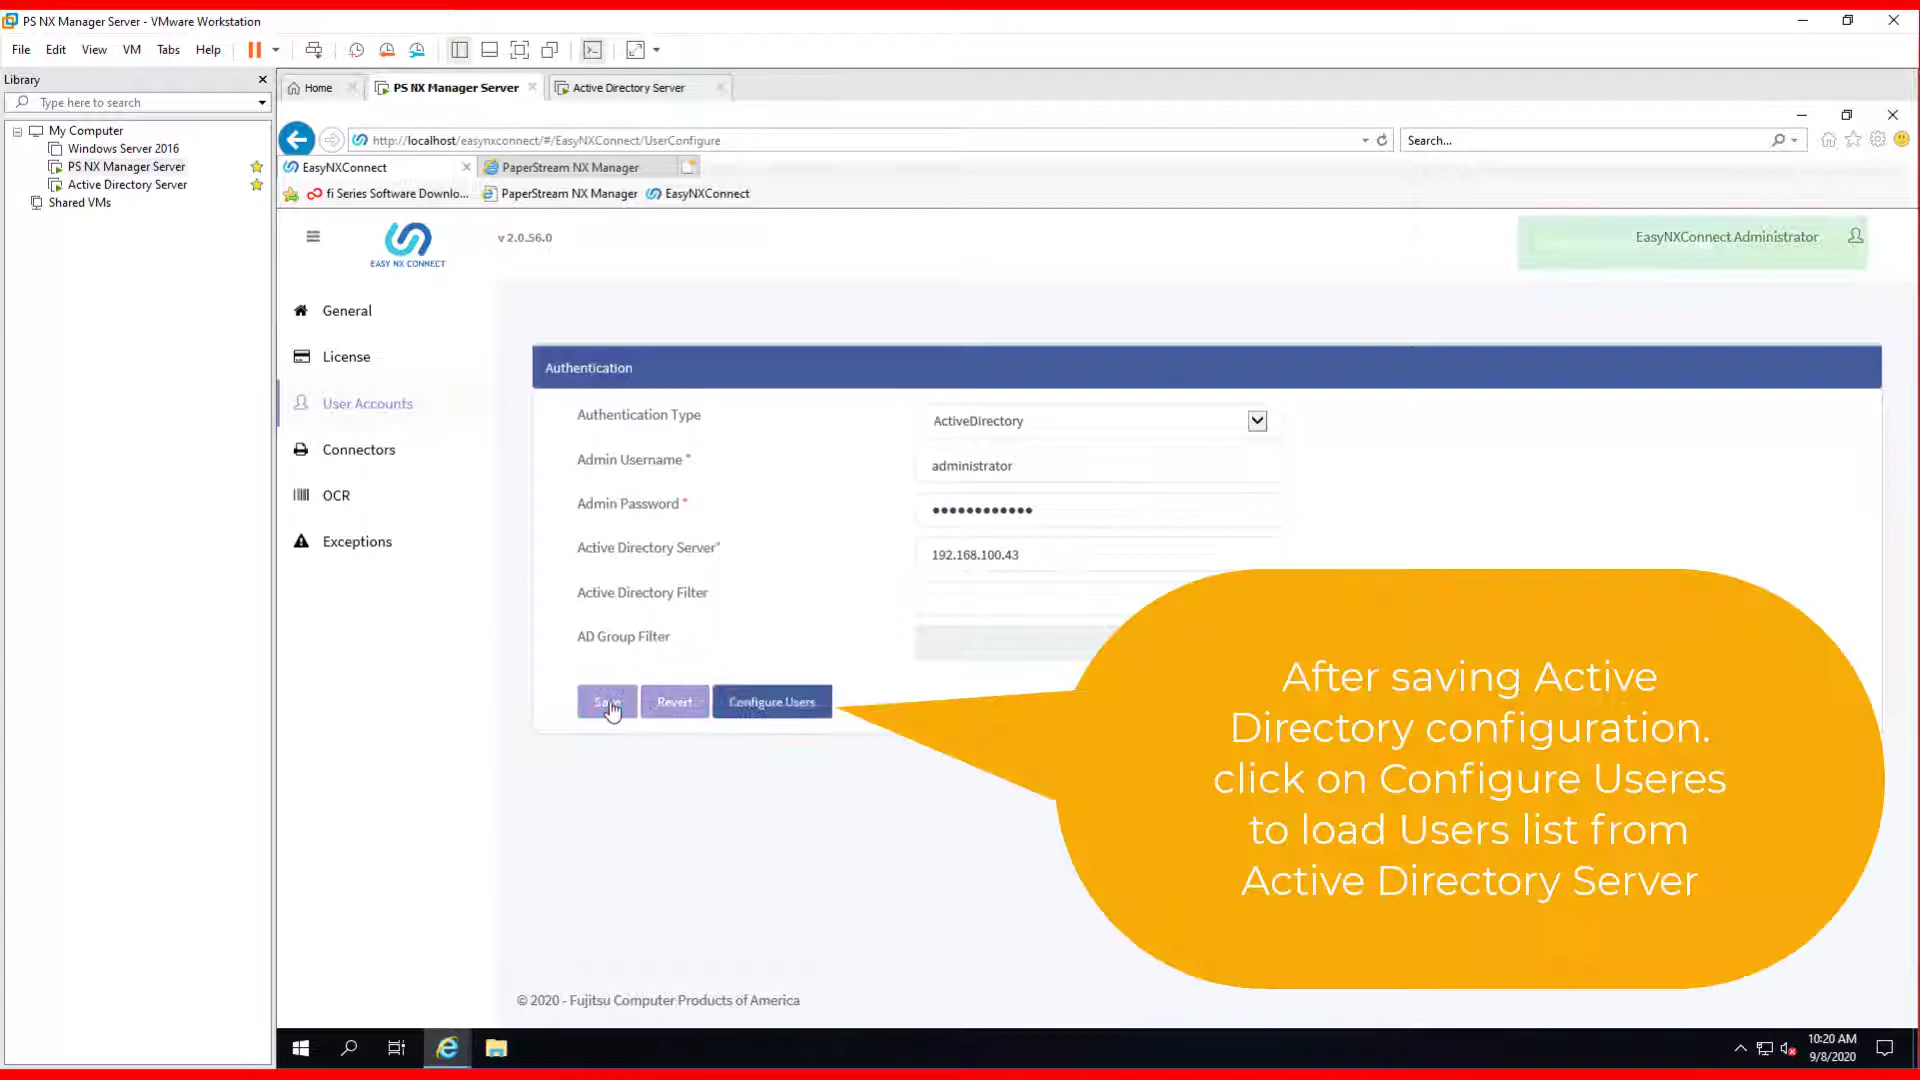 PS NX Manager Server - VMware Workstation
File Edit View VM Tabs Help
Library
Type here to search
My Computer
Windows Server 2016
PS NX Manager Server
Active Directory Server
Shared VMs
Home
PS NX Manager Server
Active Directory Server
http://localhost/easynxconnect/#/EasyNXConnect/UserConfigure
Search...
EasyNXConnect
PaperStream NX Manager
fi Series Software Downlo...
PaperStream NX Manager
EasyNXConnect
EASY NX CONNECT
v 2.0.56.0
EasyNXConnect Administrator
General
License
User Accounts
Connectors
OCR
Exceptions
Authentication
Authentication Type
ActiveDirectory
Admin Username *
administrator
Admin Password *
••••••••••••
Active Directory Server*
192.168.100.43
Active Directory Filter
AD Group Filter
Save
Revert
Configure Users
After saving Active
Directory configuration.
click on Configure Useres
to load Users list from
Active Directory Server
© 2020 - Fujitsu Computer Products of America
10:20 AM
9/8/2020